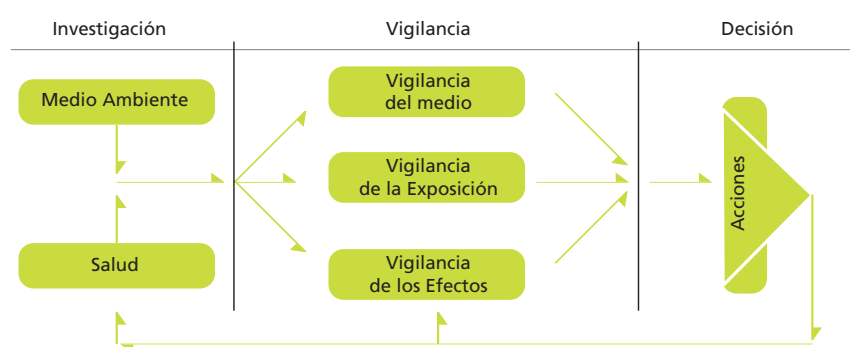 Investigación
Vigilancia
Decisión
Medio Ambiente
Salud
Vigilancia
del medio
Vigilancia
de la Exposición
Vigilancia
de los Efectos
Acciones